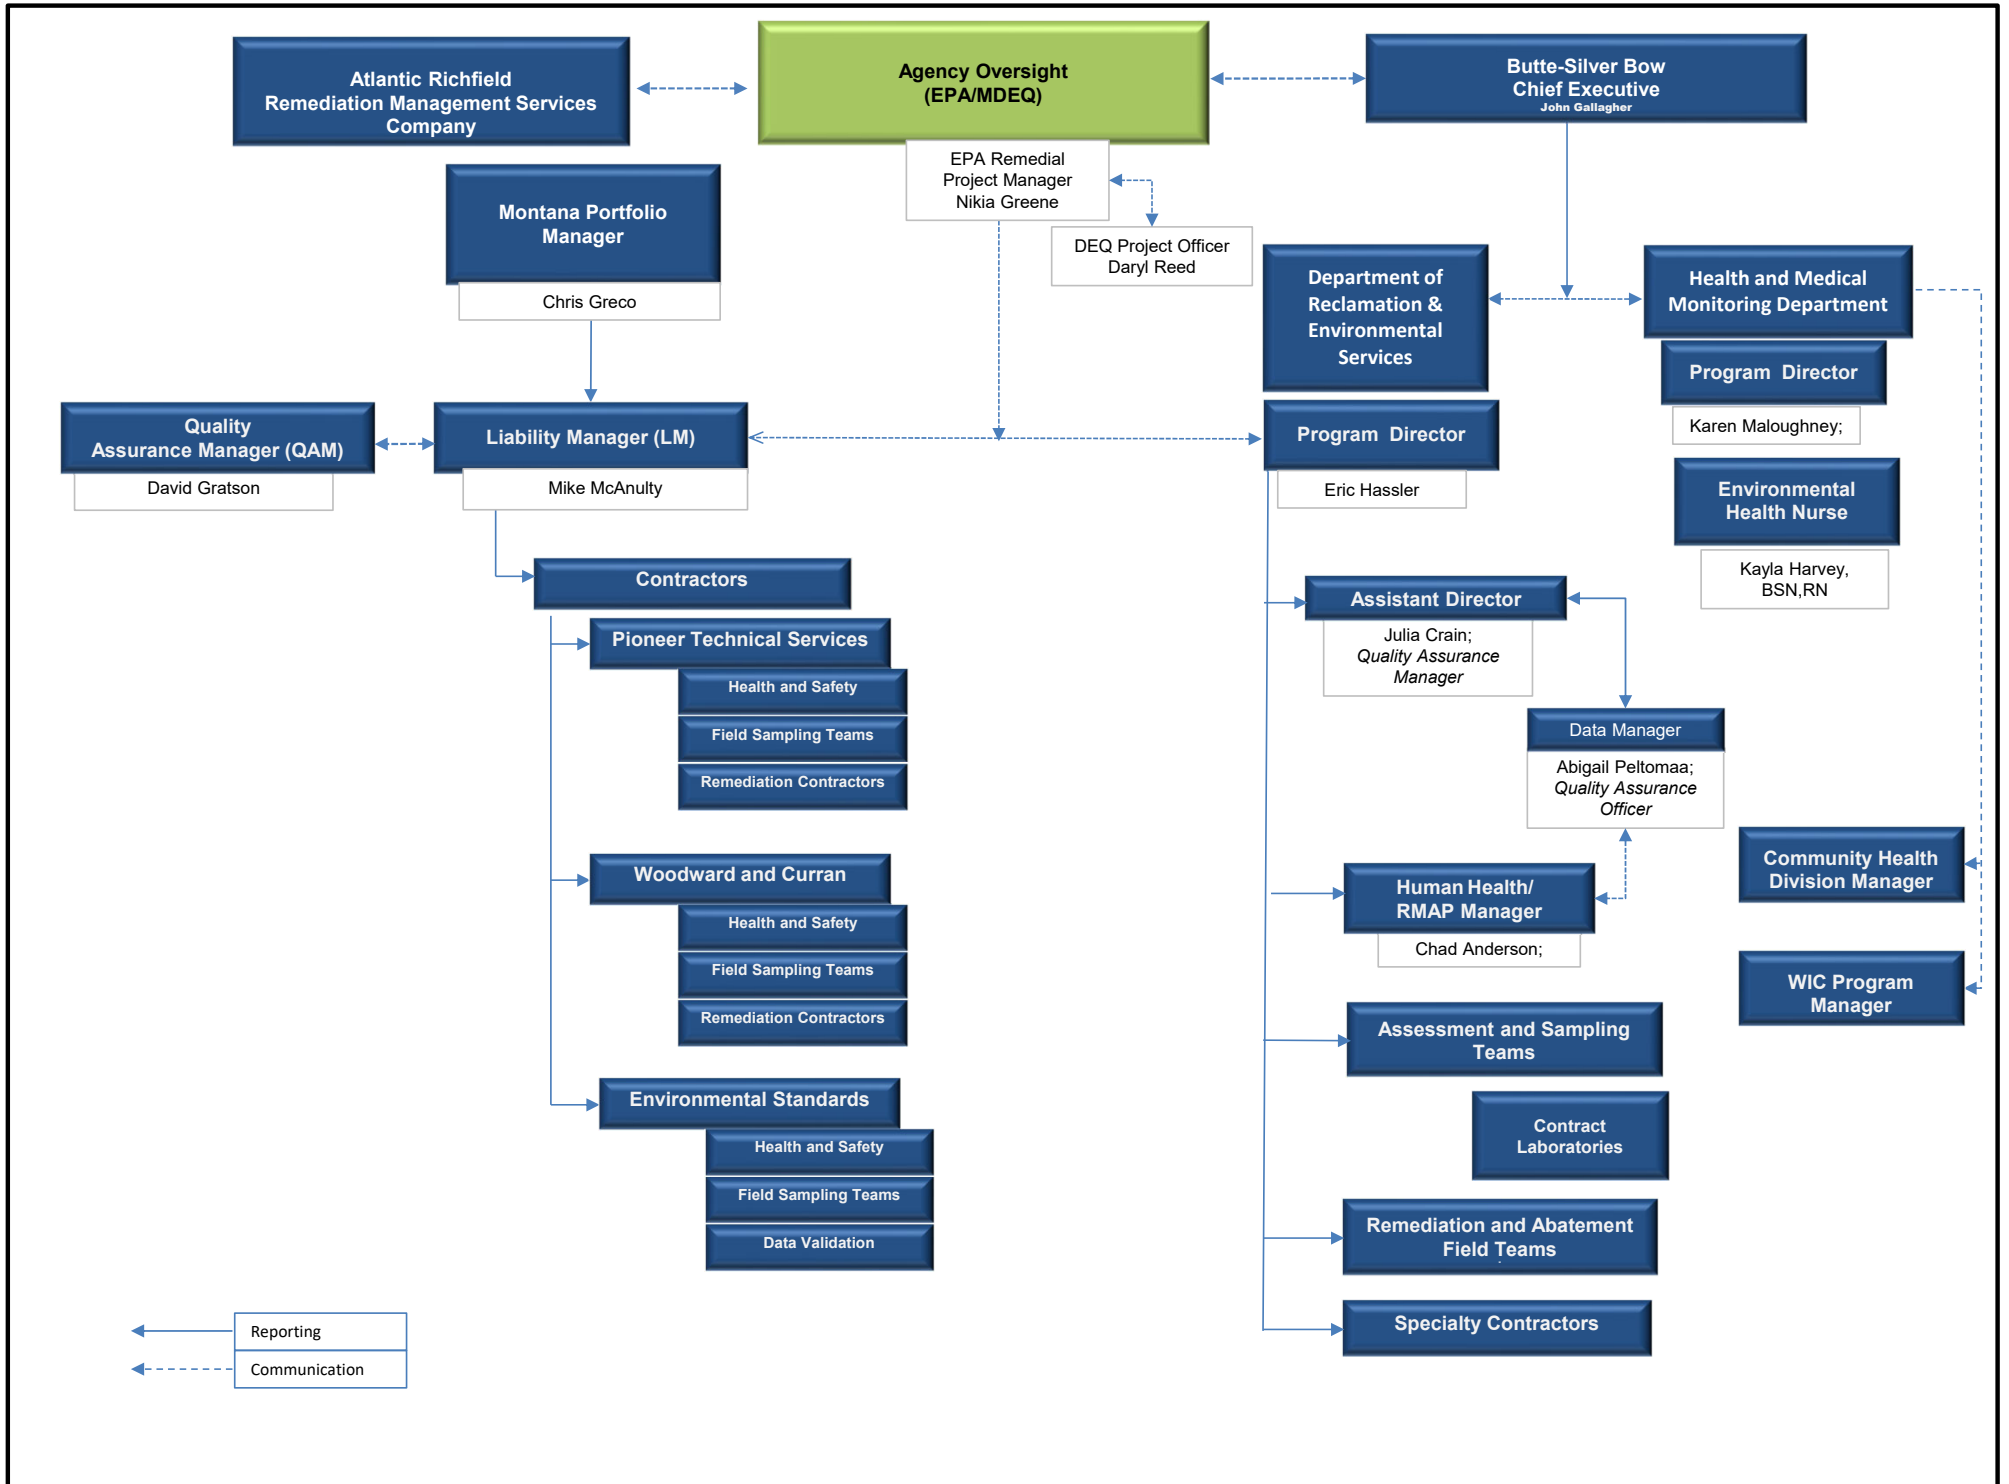 Atlantic Richfield
Remediation Management Services
Company
Agency Oversight
(EPA/MDEQ)
Butte-Silver Bow
Chief Executive
John Gallagher
EPA Remedial
Project Manager
Nikia Greene
DEQ Project Officer
Daryl Reed
Montana Portfolio
Manager
Chris Greco
Department of
Reclamation &
Environmental
Services
Health and Medical
Monitoring Department
Program  Director
Karen Maloughney;
Quality
Assurance Manager (QAM)
David Gratson
Liability Manager (LM)
Mike McAnulty
Program  Director
Eric Hassler
Environmental
Health Nurse
Kayla Harvey,
BSN,RN
Contractors
Pioneer Technical Services
Health and Safety
Field Sampling Teams
Remediation Contractors
Woodward and Curran
Health and Safety
Field Sampling Teams
Remediation Contractors
Environmental Standards
Health and Safety
Field Sampling Teams
Data Validation
Assistant Director
Julia Crain;
Quality Assurance
Manager
Data Manager
Abigail Peltomaa;
Quality Assurance
Officer
Human Health/
RMAP Manager
Chad Anderson;
Community Health
Division Manager
WIC Program
Manager
Assessment and Sampling
Teams
Contract
Laboratories
Remediation and Abatement
Field Teams
Specialty Contractors
Reporting
Communication